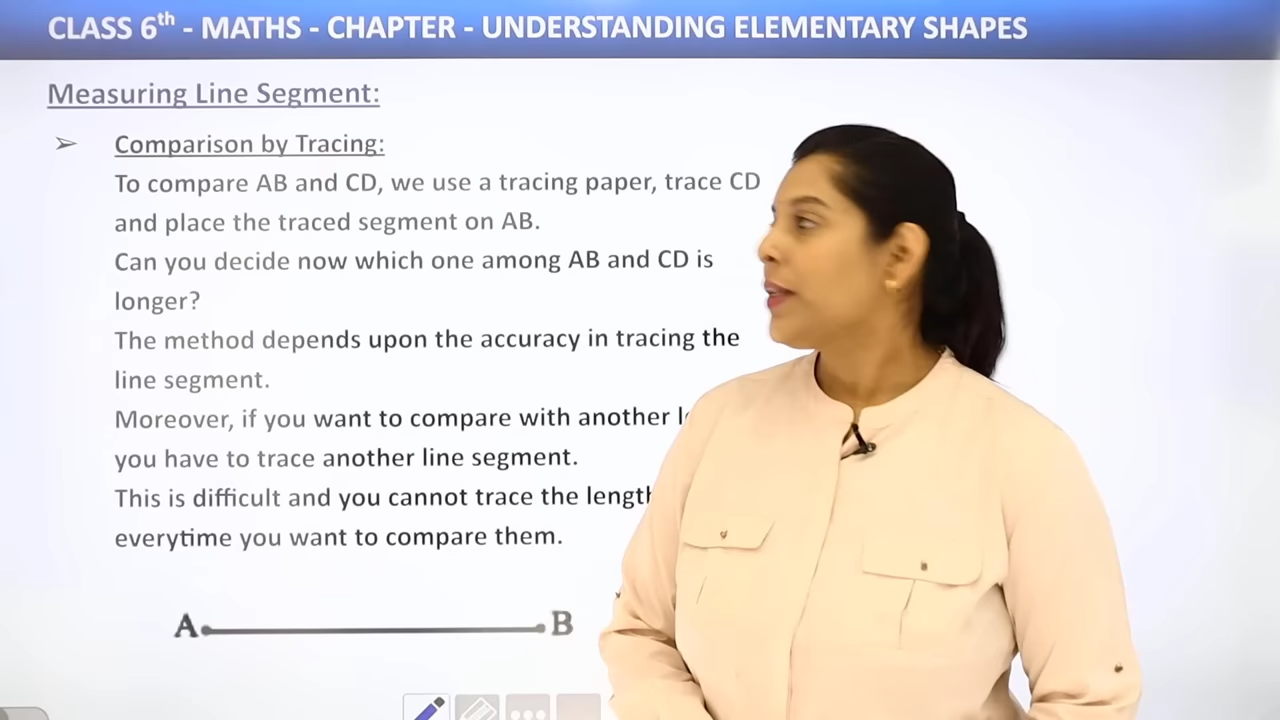 CLASS 6th - MATHS - CHAPTER - UNDERSTANDING ELEMENTARY SHAPES
Measuring Line Segment:
➢ Comparison by Tracing:
To compare AB and CD, we use a tracing paper, trace CD
and place the traced segment on AB.
Can you decide now which one among AB and CD is
longer?
The method depends upon the accuracy in tracing the
line segment.
Moreover, if you want to compare with another
you have to trace another line segment.
This is difficult and you cannot trace the length
everytime you want to compare them.
A B